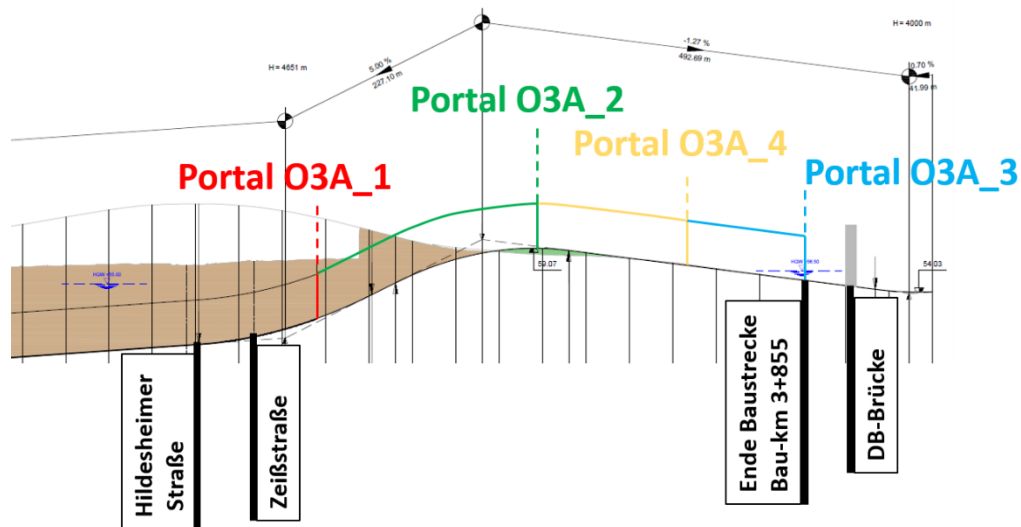 H = 4000 m
-1.27 %
492.69 m
5.00 %
227.10 m
H = 4651 m
I0.70 %
41.99 m
Portal O3A_2
Portal O3A_4
Portal O3A_1
Portal O3A_3
59.07
54.03
Hildesheimer
Straße
Zeißstraße
Ende Baustrecke
Bau-km 3+855
DB-Brücke